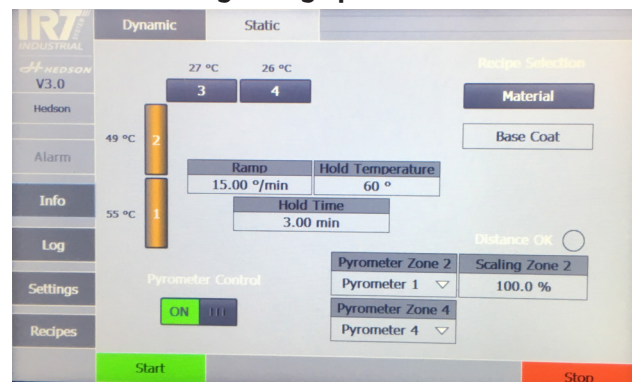 IRT
SYSTEM
INDUSTRIAL
HEDSON
V3.0
Hedson
Alarm
Info
Log
Settings
Recipes
Dynamic
Static
27 °C
26 °C
3
4
Recipe Selection
Material
Base Coat
49 °C
2
55 °C
1
Ramp
15.00 °/min
Hold Temperature
60 °
Hold Time
3.00 min
Distance OK
Pyrometer Control
ON
Pyrometer Zone 2
Pyrometer 1
Scaling Zone 2
100.0 %
Pyrometer Zone 4
Pyrometer 4
Start
Stop